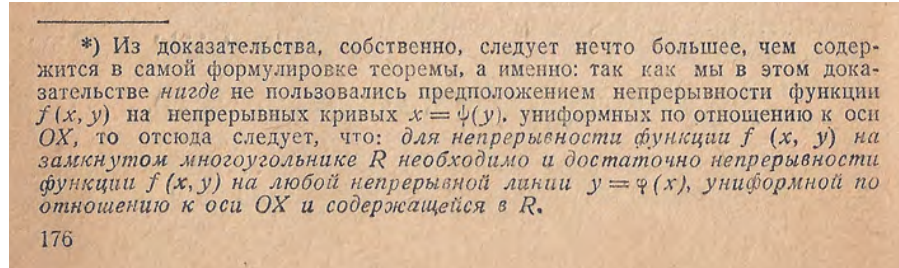 *) Из доказательства, собственно, следует нечто большее, чем содер-
жится в самой формулировке теоремы, а именно: так как мы в этом дока-
зательстве нигде не пользовались предположением непрерывности функции
f (x, y) на непрерывных кривых x = ψ(y), униформных по отношению к оси
OX, то отсюда следует, что: для непрерывности функции f (x, y) на
замкнутом многоугольнике R необходимо и достаточно непрерывности
функции f (x, y) на любой непрерывной линии y = φ (x), униформной по
отношению к оси OX и содержащейся в R.
176